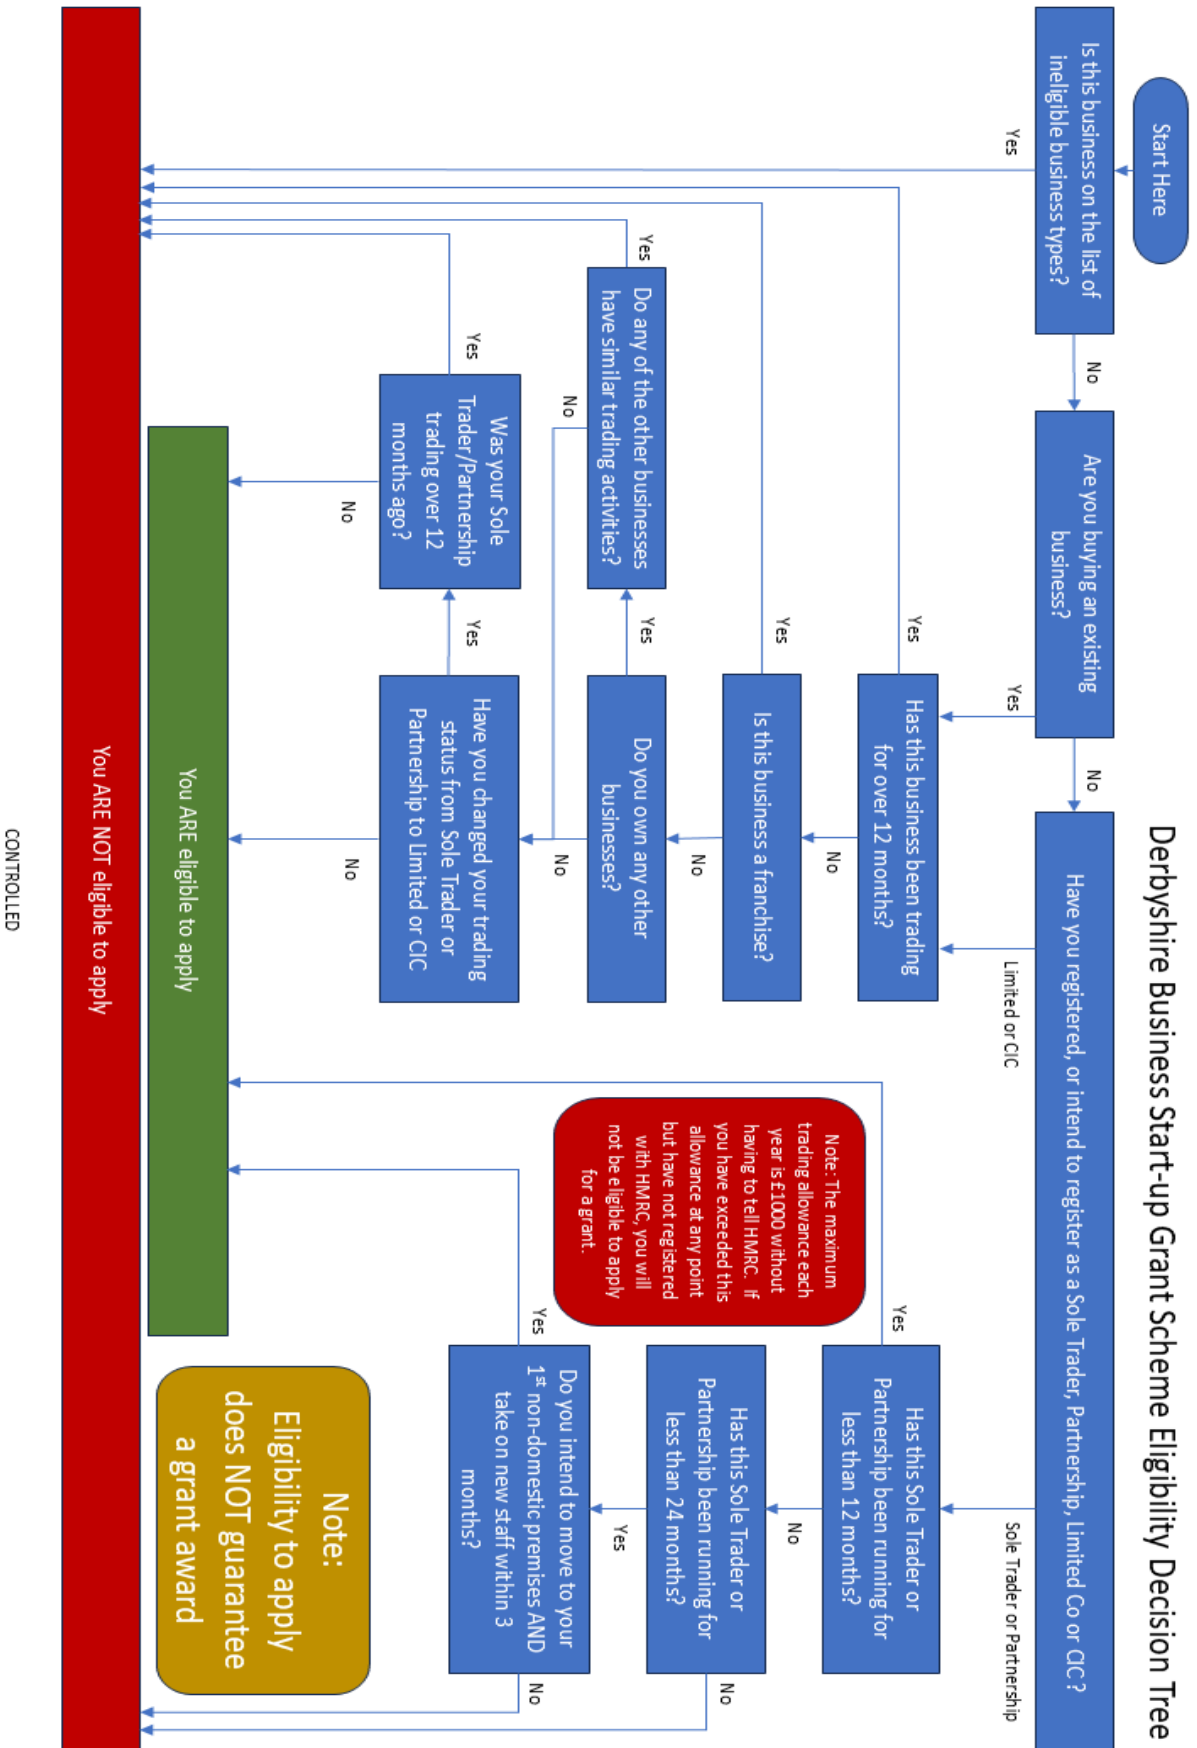 Derbyshire Business Start-up Grant Scheme Eligibility Decision Tree
Start Here
Is this business on the list of
ineligible business types?
No
Yes
Are you buying an existing
business?
No
Yes
Have you registered, or intend to register as a Sole Trader, Partnership, Limited Co or CIC?
Limited or CIC
Sole Trader or Partnership
Has this business been trading
for over 12 months?
Yes
No
Is this business a franchise?
Yes
No
Do you own any other
businesses?
Yes
No
Do any of the other businesses
have similar trading activities?
Yes
No
Have you changed your trading
status from Sole Trader or
Partnership to Limited or CIC
Yes
No
Was your Sole
Trader/Partnership
trading over 12
months ago?
Yes
No
Has this Sole Trader or
Partnership been running for
less than 12 months?
Yes
No
Has this Sole Trader or
Partnership been running for
less than 24 months?
Yes
No
Do you intend to move to your
1st non-domestic premises AND
take on new staff within 3
months?
Yes
No
Note: The maximum
trading allowance each
year is £1000 without
having to tell HMRC. If
you have exceeded this
allowance at any point
but have not registered
with HMRC, you will
not be eligible to apply
for a grant.
Note:
Eligibility to apply
does NOT guarantee
a grant award
You ARE eligible to apply
You ARE NOT eligible to apply
CONTROLLED